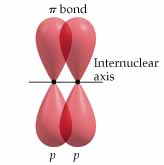 π bond
Internuclear
axis
p p